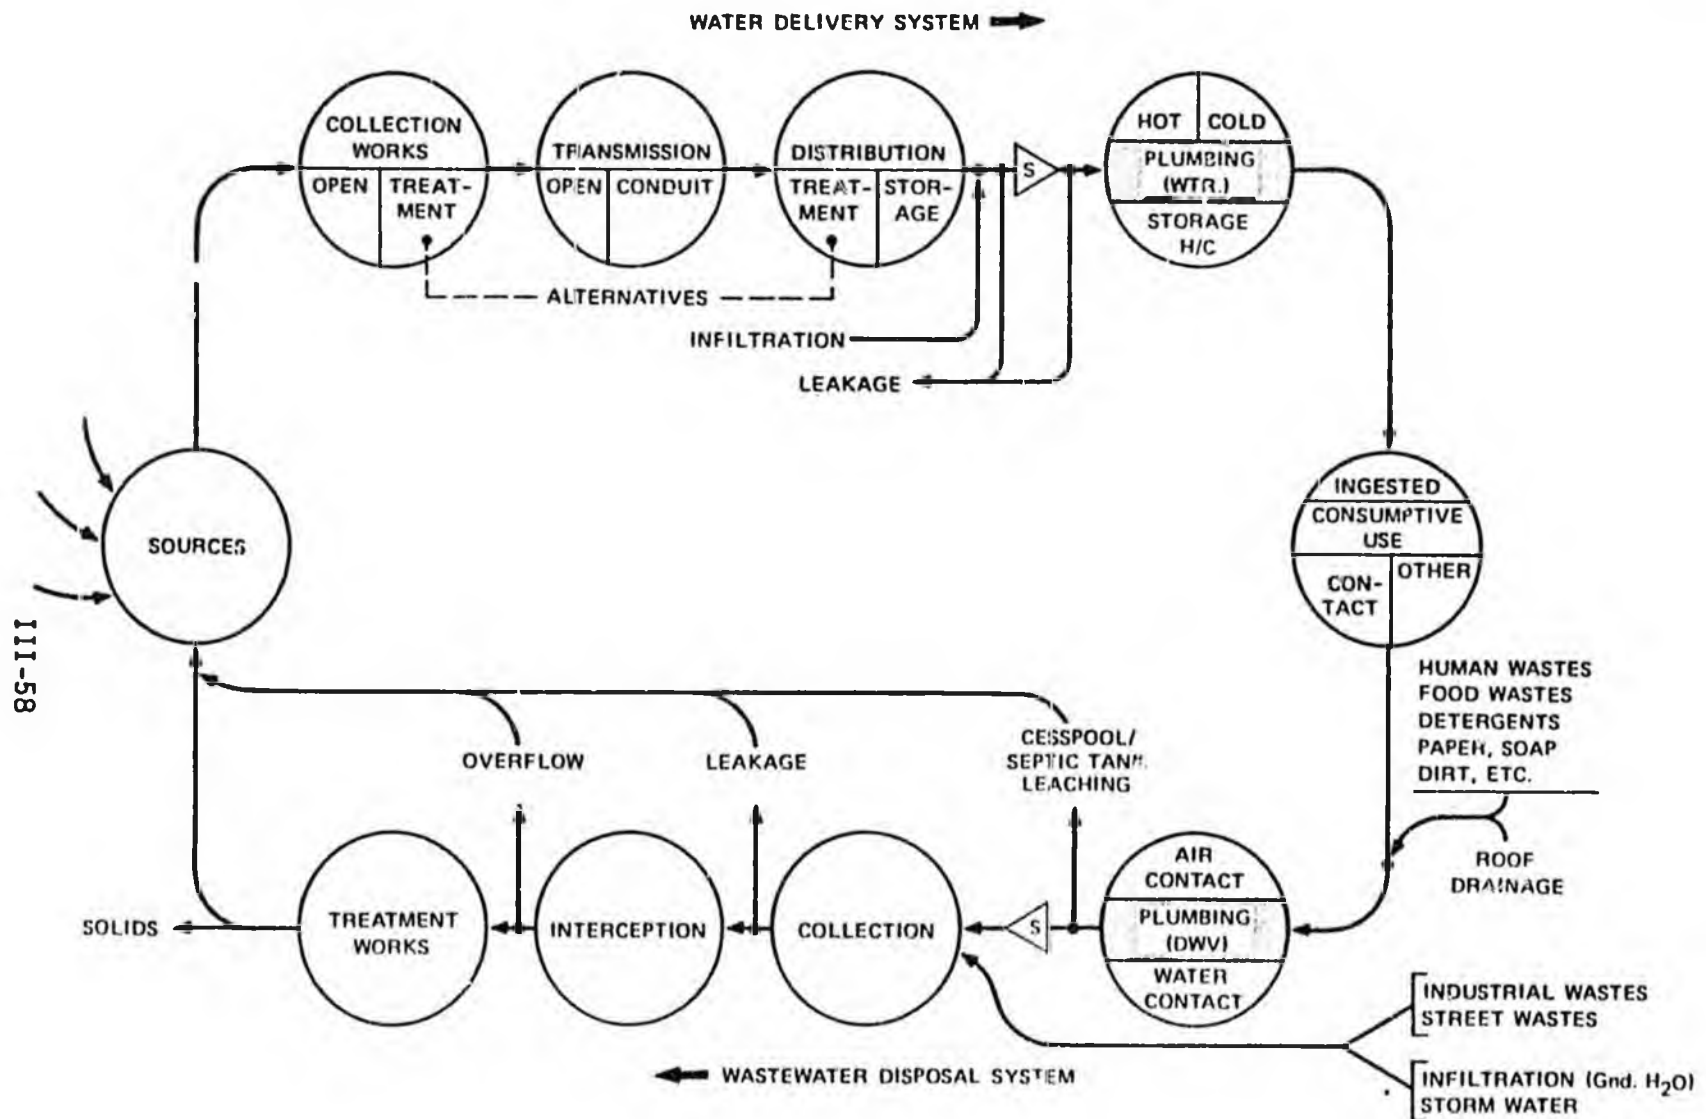 WATER DELIVERY SYSTEM
COLLECTION
WORKS
OPEN
TREAT-
MENT
TRANSMISSION
OPEN
CONDUIT
DISTRIBUTION
TREAT-
MENT
STOR-
AGE
S
HOT
COLD
PLUMBING
(WTR.)
STORAGE
H/C
ALTERNATIVES
INFILTRATION
LEAKAGE
SOURCES
INGESTED
CONSUMPTIVE
USE
CON-
TACT
OTHER
III-58
HUMAN WASTES
FOOD WASTES
DETERGENTS
PAPER, SOAP
DIRT, ETC.
OVERFLOW
LEAKAGE
CESSPOOL/
SEPTIC TANK
LEACHING
ROOF
DRAINAGE
SOLIDS
TREATMENT
WORKS
INTERCEPTION
COLLECTION
S
AIR
CONTACT
PLUMBING
(DWV)
WATER
CONTACT
INDUSTRIAL WASTES
STREET WASTES
WASTEWATER DISPOSAL SYSTEM
INFILTRATION (Gnd. H2O)
STORM WATER